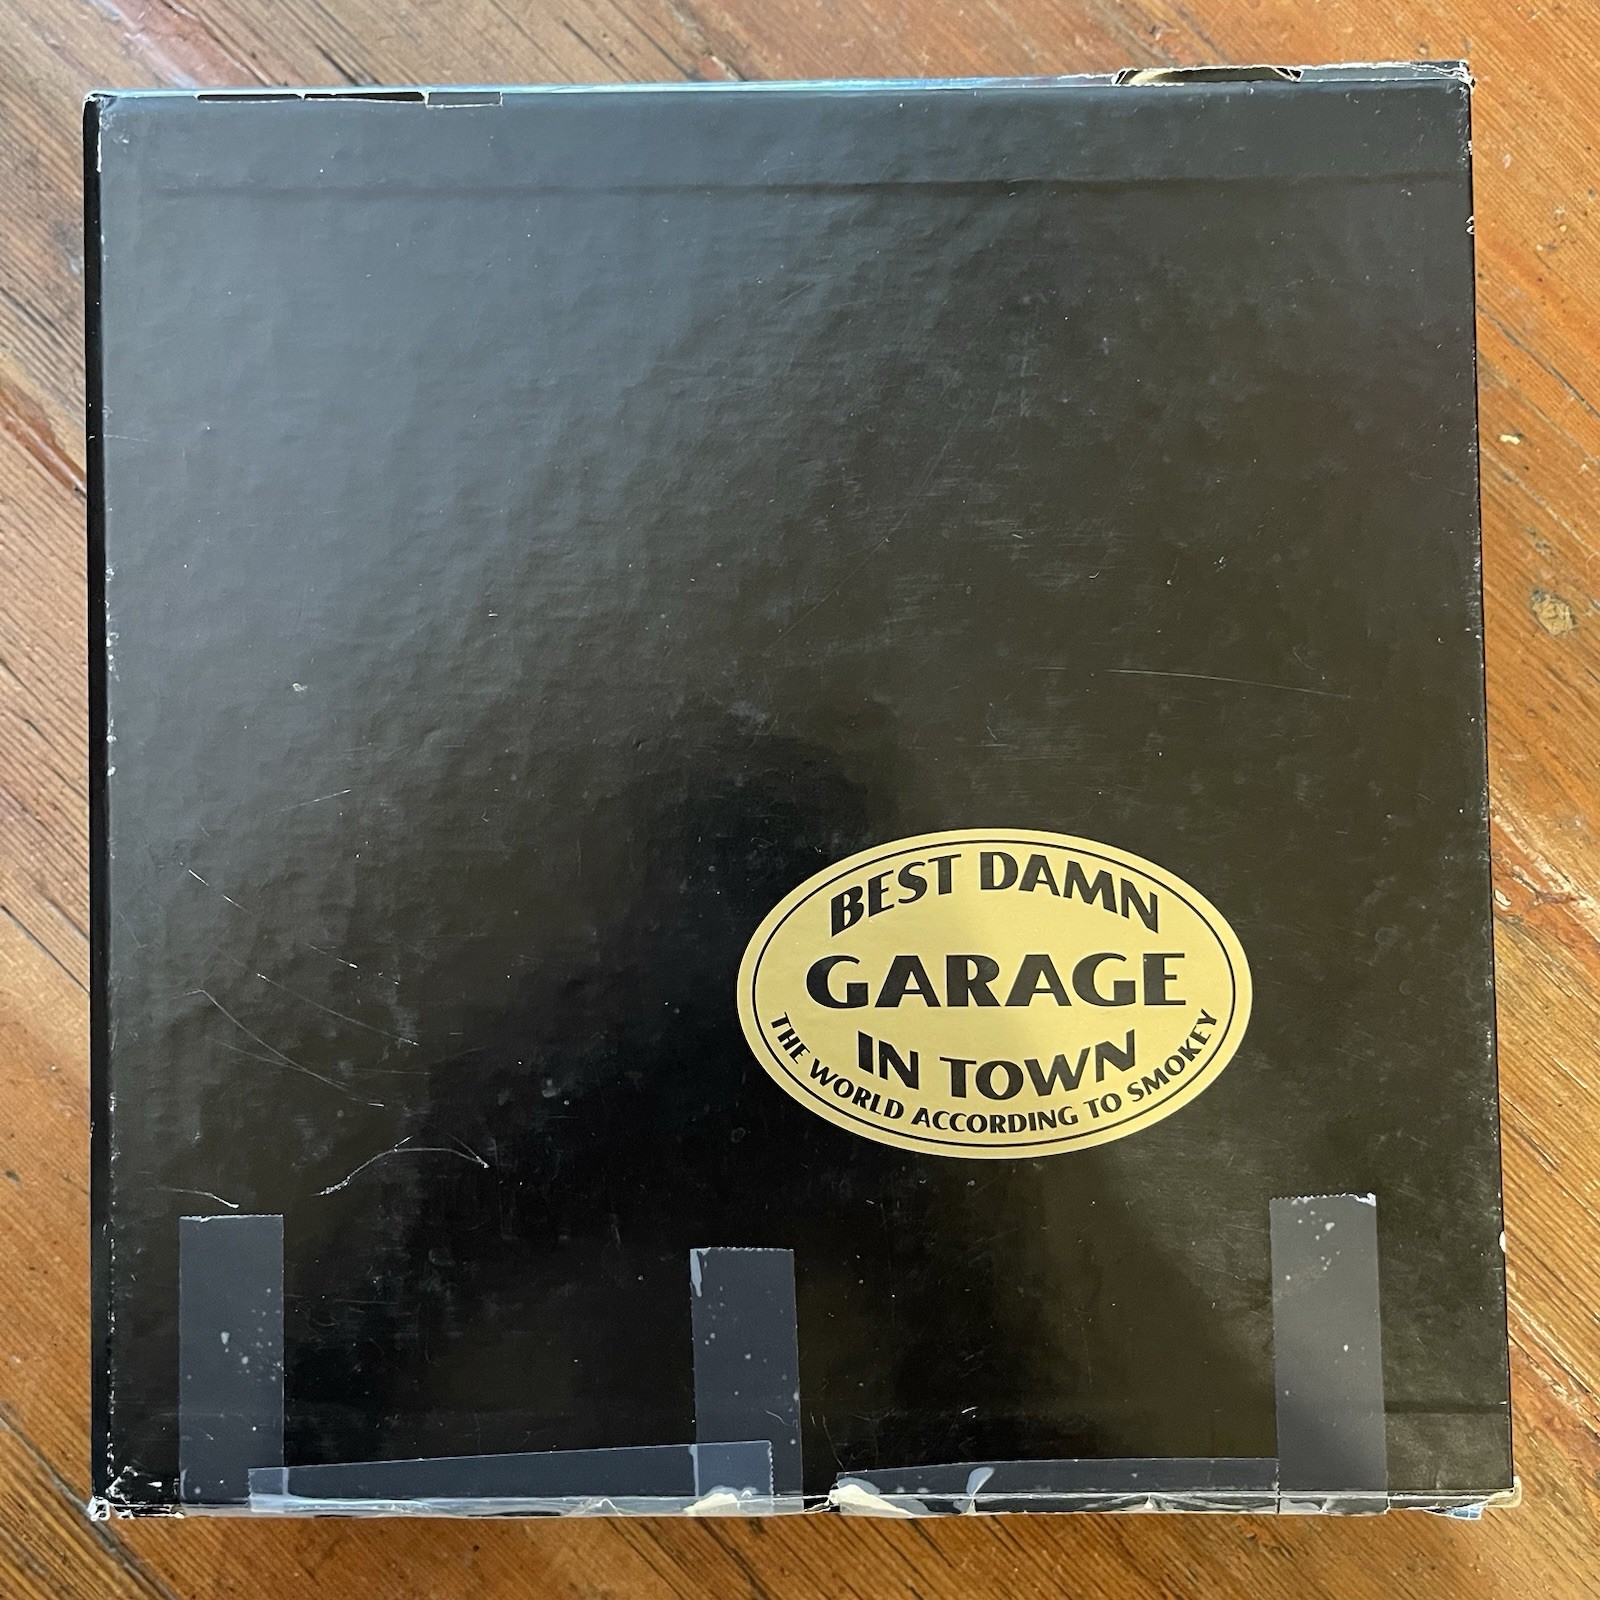 BEST DAMN
GARAGE
IN TOWN
THE WORLD ACCORDING TO SMOKEY